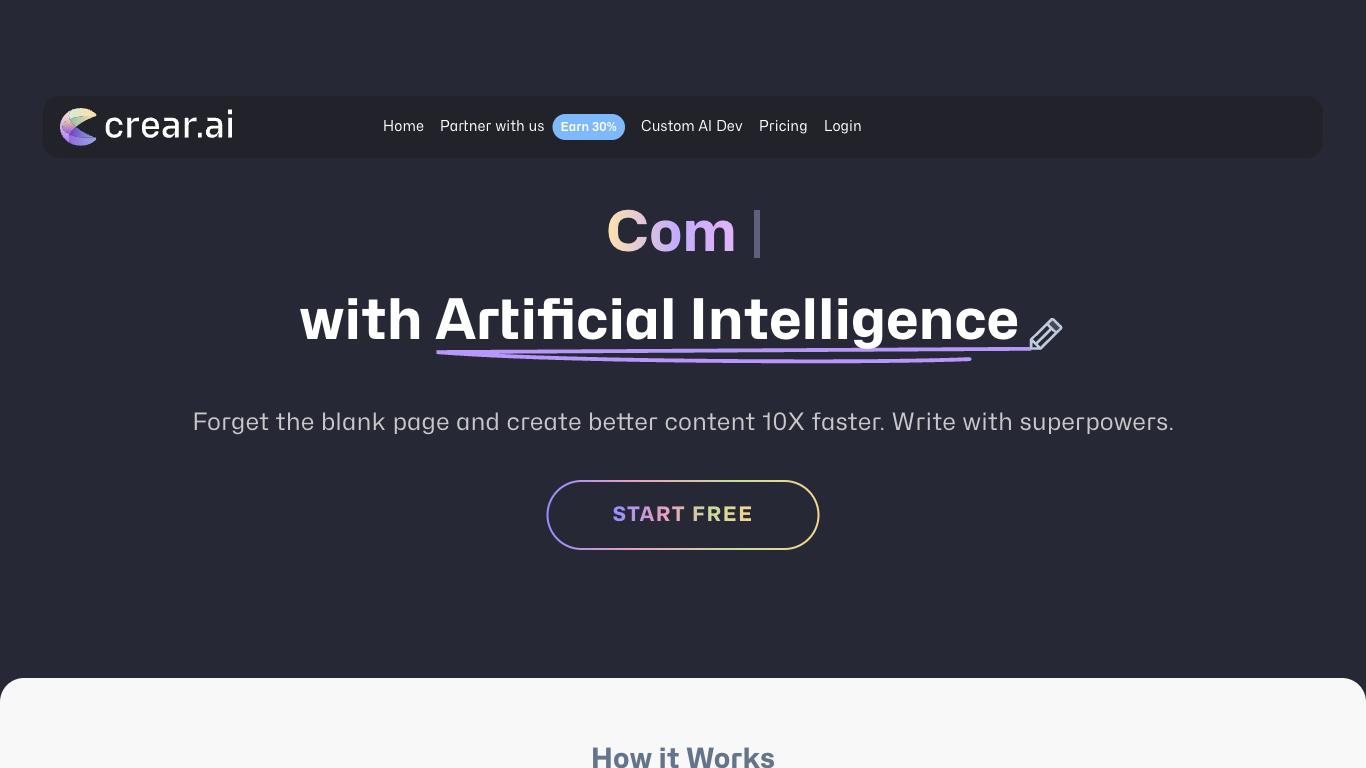 crear.ai
Home Partner with us Earn 30% Custom AI Dev Pricing Login
Com
with Artificial Intelligence
Forget the blank page and create better content 10X faster. Write with superpowers.
START FREE
How it Works